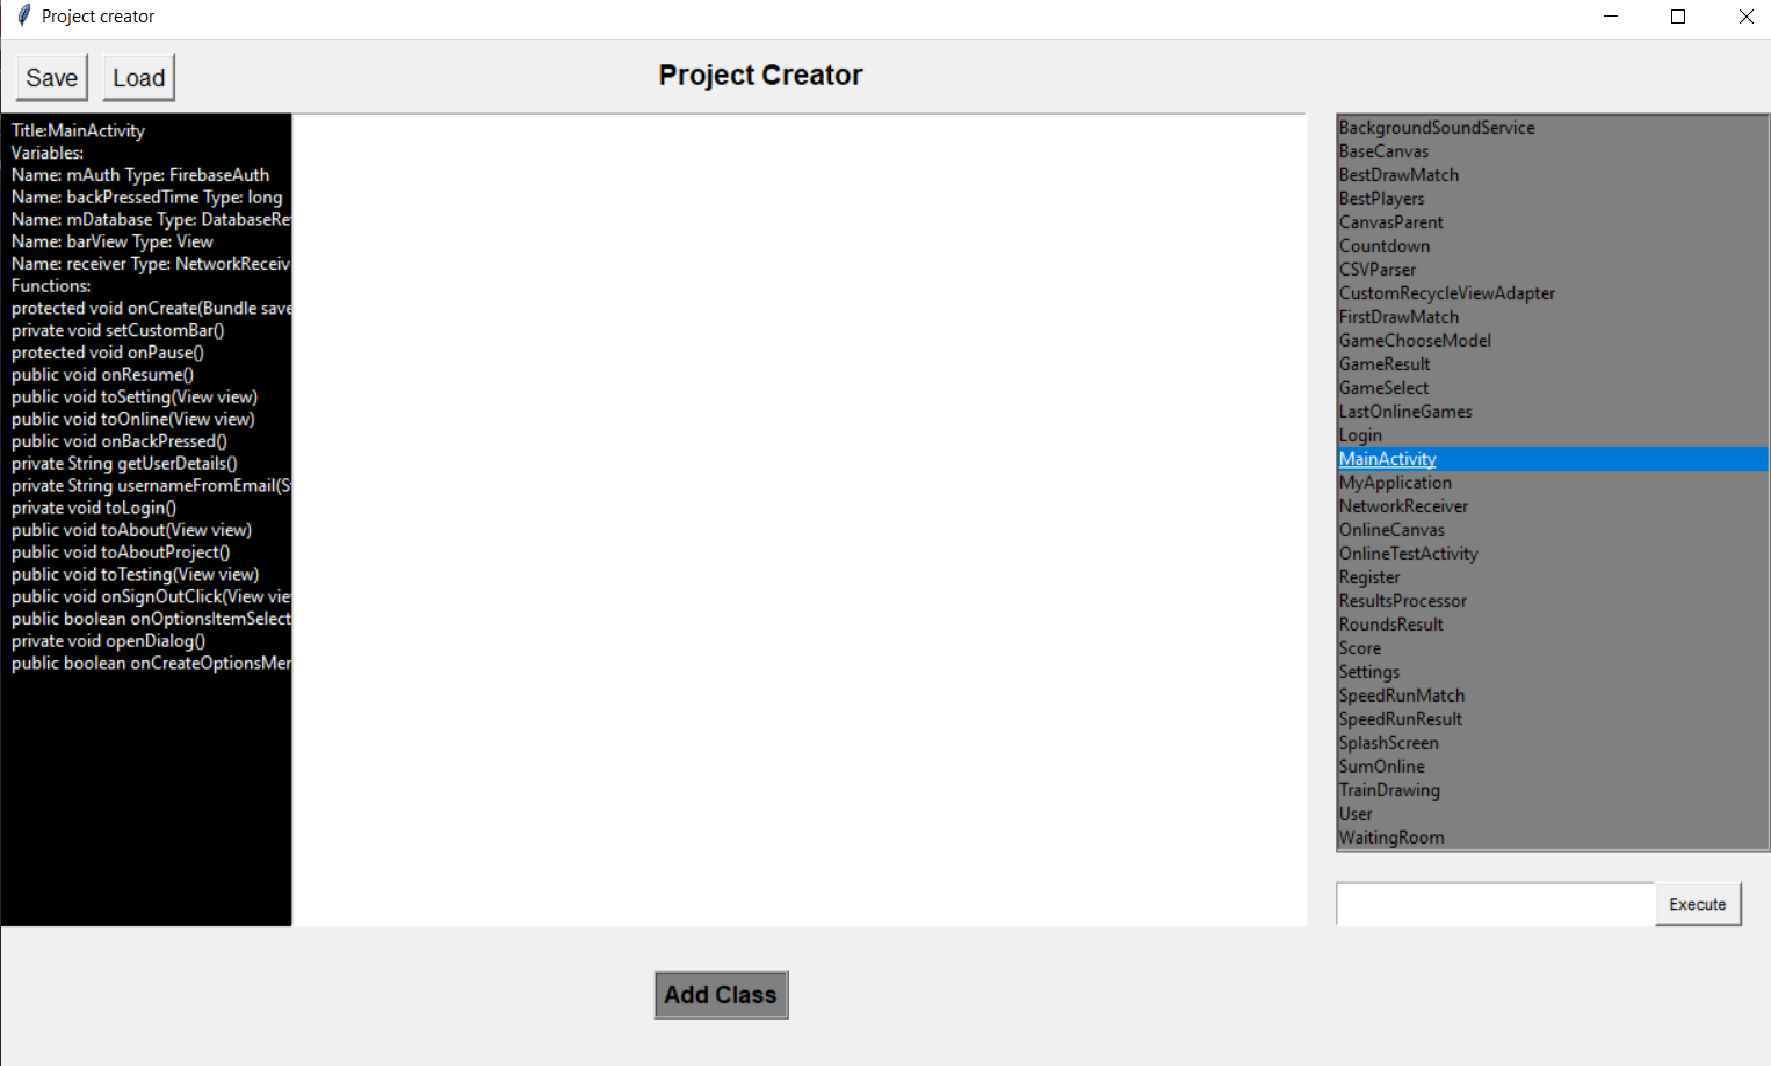 Project creator
Save Load
Project Creator
Title:MainActivity
Variables:
Name: mAuth Type: FirebaseAuth
Name: backPressedTime Type: long
Name: mDatabase Type: DatabaseRe
Name: barView Type: View
Name: receiver Type: NetworkReceiv
Functions:
protected void onCreate(Bundle save
private void setCustomBar()
protected void onPause()
public void onResume()
public void toSetting(View view)
public void toOnline(View view)
public void onBackPressed()
private String getUserDetails()
private String usernameFromEmail(S
private void toLogin()
public void toAbout(View view)
public void toAboutProject()
public void toTesting(View view)
public void onSignOutClick(View vie
public boolean onOptionsItemSelect
private void openDialog()
public boolean onCreateOptionsMer
BackgroundSoundService
BaseCanvas
BestDrawMatch
BestPlayers
CanvasParent
Countdown
CSVParser
CustomRecycleViewAdapter
FirstDrawMatch
GameChooseModel
GameResult
GameSelect
LastOnlineGames
Login
MainActivity
MyApplication
NetworkReceiver
OnlineCanvas
OnlineTestActivity
Register
ResultsProcessor
RoundsResult
Score
Settings
SpeedRunMatch
SpeedRunResult
SplashScreen
SumOnline
TrainDrawing
User
WaitingRoom
Execute
Add Class